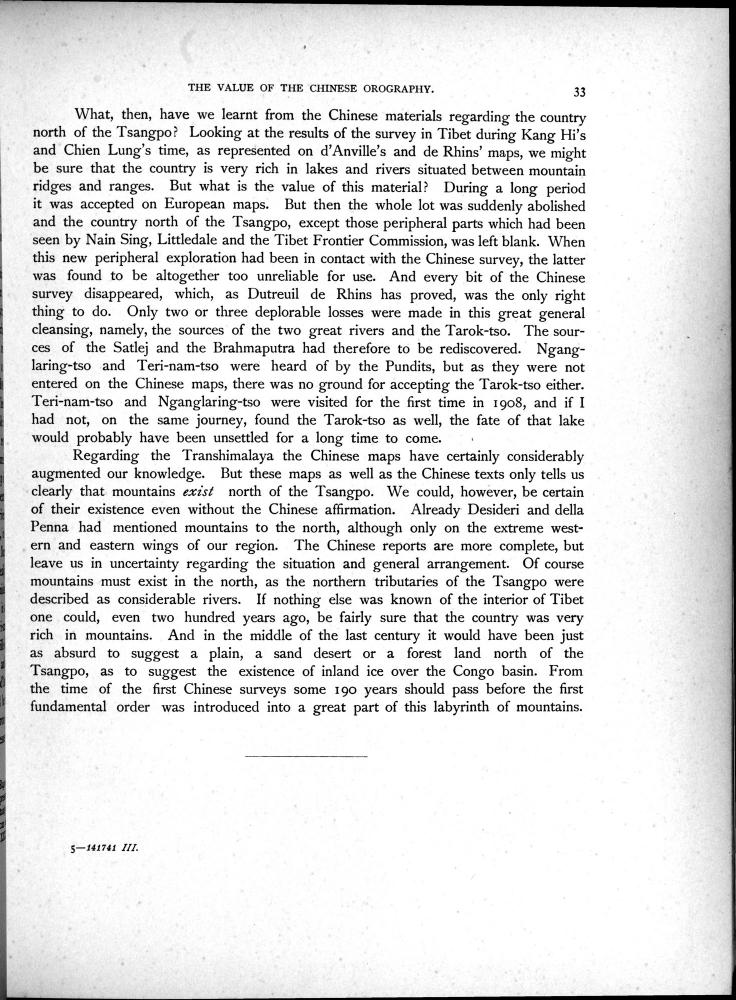 THE VALUE OF THE CHINESE OROGRAPHY.
33
What, then, have we learnt from the Chinese materials regarding the country
north of the Tsangpo? Looking at the results of the survey in Tibet during Kang Hi's
and Chien Lung's time, as represented on d'Anville's and de Rhins' maps, we might
be sure that the country is very rich in lakes and rivers situated between mountain
ridges and ranges. But what is the value of this material? During a long period
it was accepted on European maps. But then the whole lot was suddenly abolished
and the country north of the Tsangpo, except those peripheral parts which had been
seen by Nain Sing, Littledale and the Tibet Frontier Commission, was left blank. When
this new peripheral exploration had been in contact with the Chinese survey, the latter
was found to be altogether too unreliable for use. And every bit of the Chinese
survey disappeared, which, as Dutreuil de Rhins has proved, was the only right
thing to do. Only two or three deplorable losses were made in this great general
cleansing, namely, the sources of the two great rivers and the Tarok-tso. The sour-
ces of the Satlej and the Brahmaputra had therefore to be rediscovered. Ngang-
laring-tso and Teri-nam-tso were heard of by the Pundits, but as they were not
entered on the Chinese maps, there was no ground for accepting the Tarok-tso either.
Teri-nam-tso and Nganglaring-tso were visited for the first time in 1908, and if I
had not, on the same journey, found the Tarok-tso as well, the fate of that lake
would probably have been unsettled for a long time to come.
Regarding the Transhimalaya the Chinese maps have certainly considerably
augmented our knowledge. But these maps as well as the Chinese texts only tells us
clearly that mountains exist north of the Tsangpo. We could, however, be certain
of their existence even without the Chinese affirmation. Already Desideri and della
Penna had mentioned mountains to the north, although only on the extreme west-
ern and eastern wings of our region. The Chinese reports are more complete, but
leave us in uncertainty regarding the situation and general arrangement. Of course
mountains must exist in the north, as the northern tributaries of the Tsangpo were
described as considerable rivers. If nothing else was known of the interior of Tibet
one could, even two hundred years ago, be fairly sure that the country was very
rich in mountains. And in the middle of the last century it would have been just
as absurd to suggest a plain, a sand desert or a forest land north of the
Tsangpo, as to suggest the existence of inland ice over the Congo basin. From
the time of the first Chinese surveys some 190 years should pass before the first
fundamental order was introduced into a great part of this labyrinth of mountains.
5—141741 III.